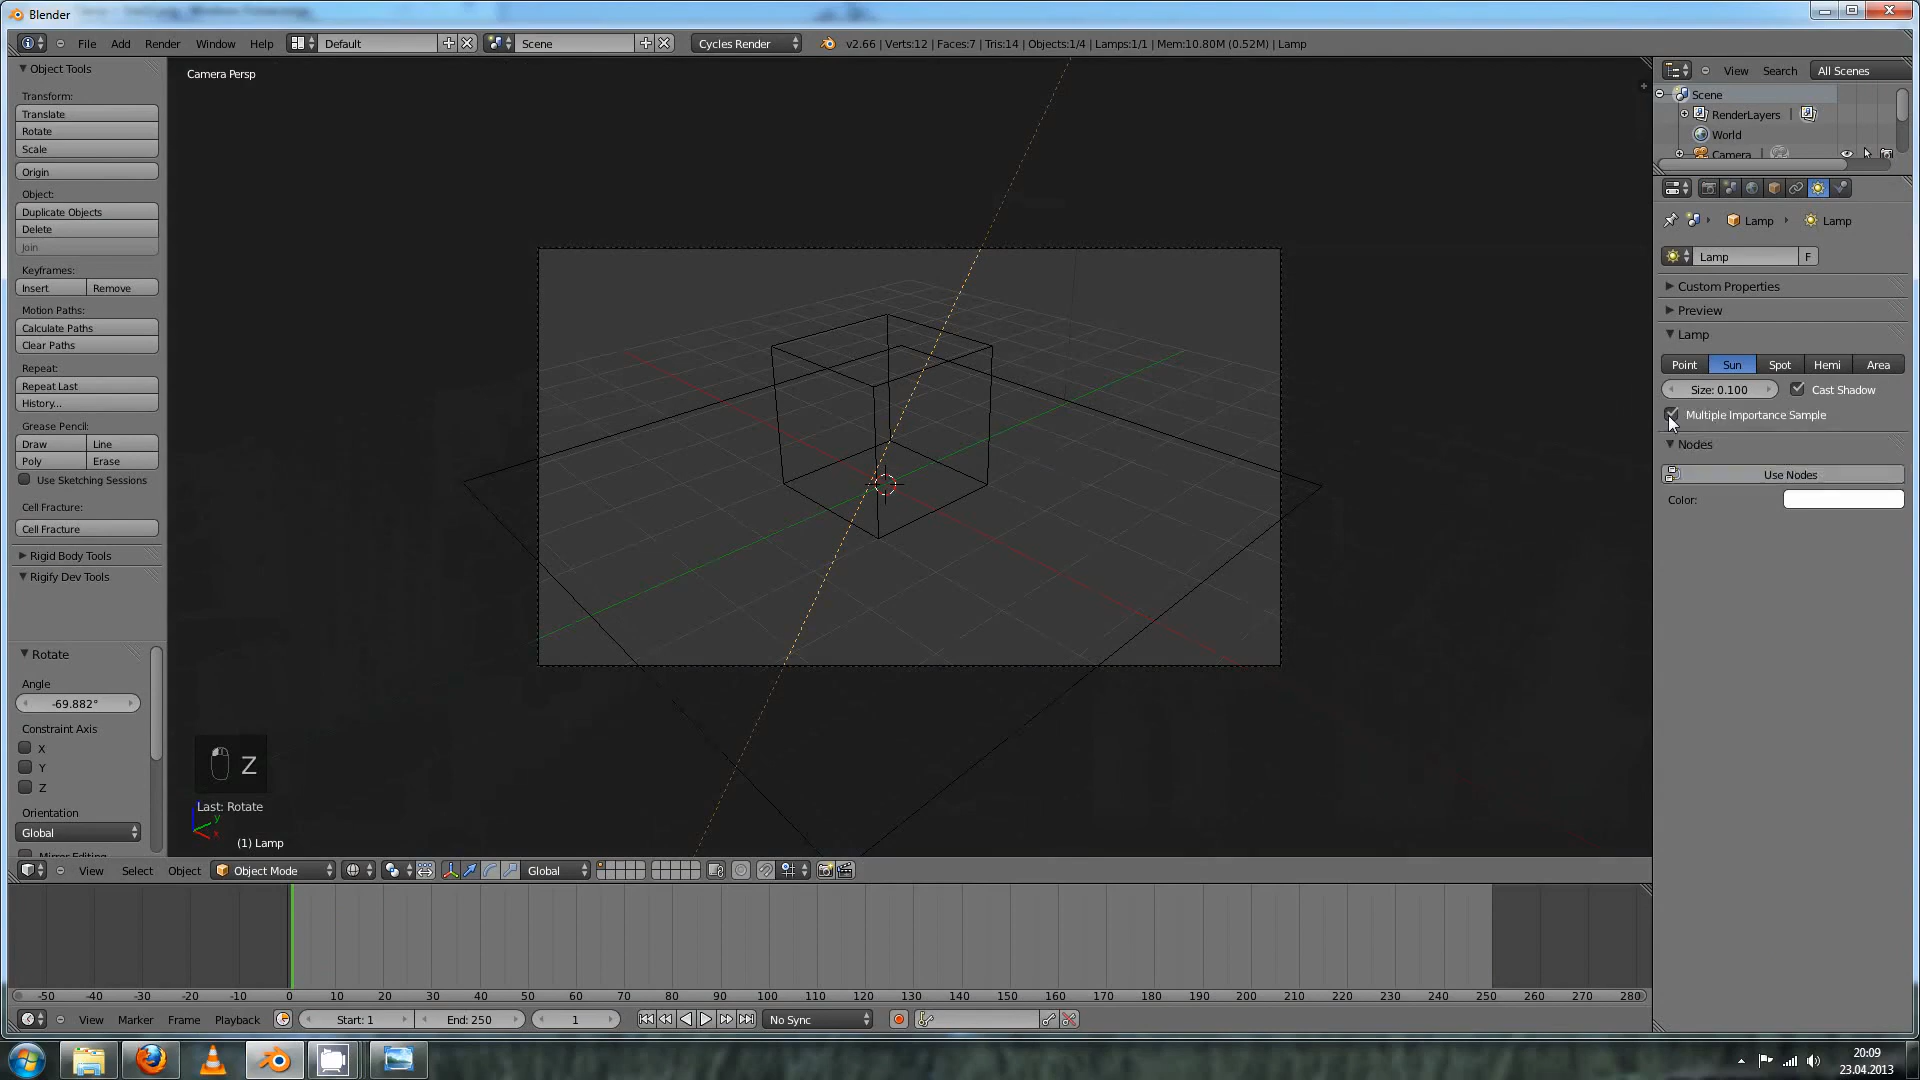 Blender
File Add Render Window Help Default Scene Cycles Render v2.66 | Verts:12 | Faces:7 | Tris:14 | Objects:1/4 | Lamps:1/1 | Mem:10.80M (0.52M) | Lamp
Object Tools
Transform:
Translate
Rotate
Scale
Origin
Object:
Duplicate Objects
Delete
Join
Keyframes:
Insert Remove
Motion Paths:
Calculate Paths
Clear Paths
Repeat:
Repeat Last
History...
Grease Pencil:
Draw Line
Poly Erase
Use Sketching Sessions
Cell Fracture:
Cell Fracture
Rigid Body Tools
Rigify Dev Tools
Rotate
Angle
-69.882°
Constraint Axis
X
Y
Z
Orientation
Global
Mirror Editing
Camera Persp
Z
Last: Rotate
z
y
x
(1) Lamp
View Select Object Object Mode Global
View Search All Scenes
Scene
RenderLayers |
World
Camera
Lamp Lamp
Lamp F
Custom Properties
Preview
Lamp
Point Sun Spot Hemi Area
Size: 0.100 Cast Shadow
Multiple Importance Sample
Nodes
Use Nodes
Color:
-50 -40 -30 -20 -10 0 10 20 30 40 50 60 70 80 90 100 110 120 130 140 150 160 170 180 190 200 210 220 230 240 250 260 270 280
View Marker Frame Playback Start: 1 End: 250 1 No Sync
20:09
23.04.2013